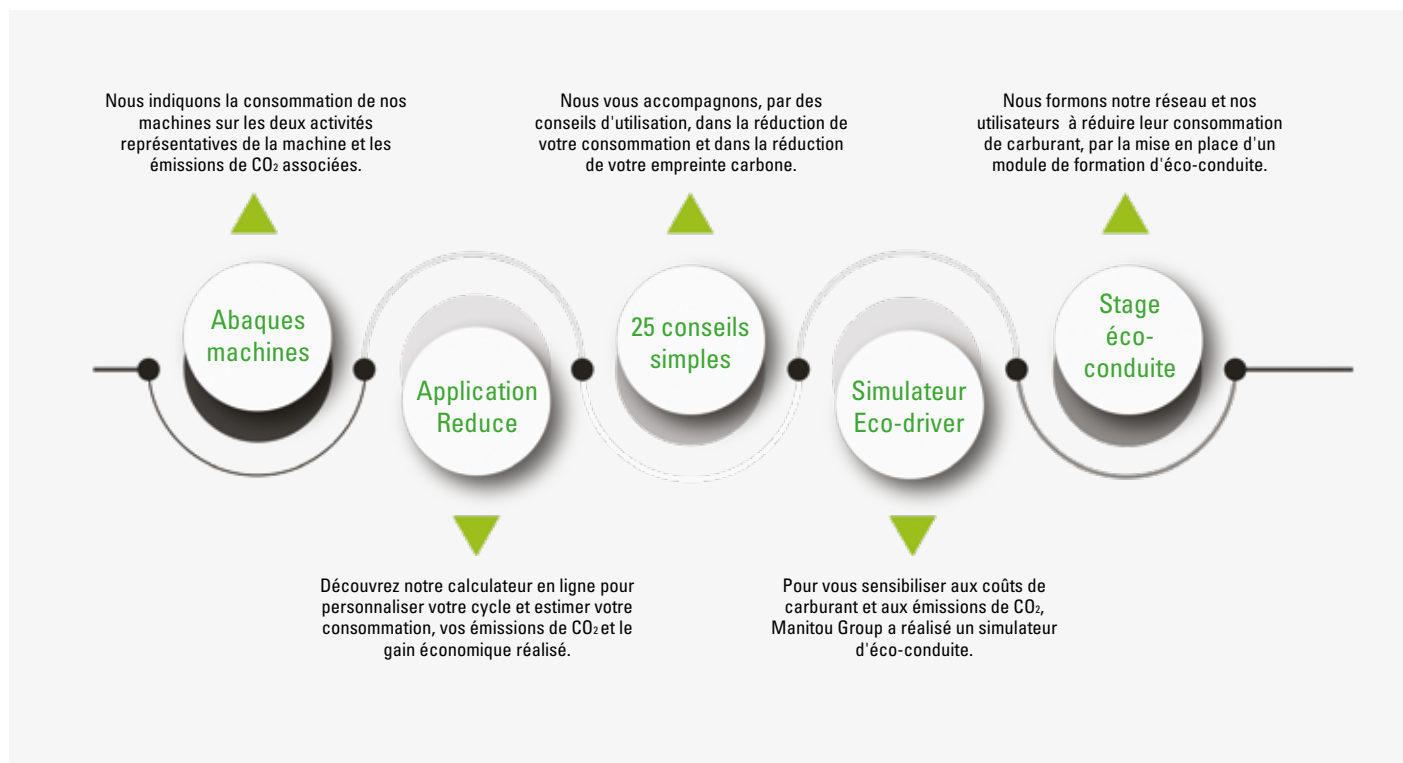 Nous indiquons la consommation de nos
machines sur les deux activités
représentatives de la machine et les
émissions de CO₂ associées.
Nous vous accompagnons, par des
conseils d'utilisation, dans la réduction de
votre consommation et dans la réduction
de votre empreinte carbone.
Nous formons notre réseau et nos
utilisateurs à réduire leur consommation
de carburant, par la mise en place d'un
module de formation d'éco-conduite.
Abaques
machines
Application
Reduce
25 conseils
simples
Simulateur
Eco-driver
Stage
éco-
conduite
Découvrez notre calculateur en ligne pour
personnaliser votre cycle et estimer votre
consommation, vos émissions de CO₂ et le
gain économique réalisé.
Pour vous sensibiliser aux coûts de
carburant et aux émissions de CO₂,
Manitou Group a réalisé un simulateur
d'éco-conduite.